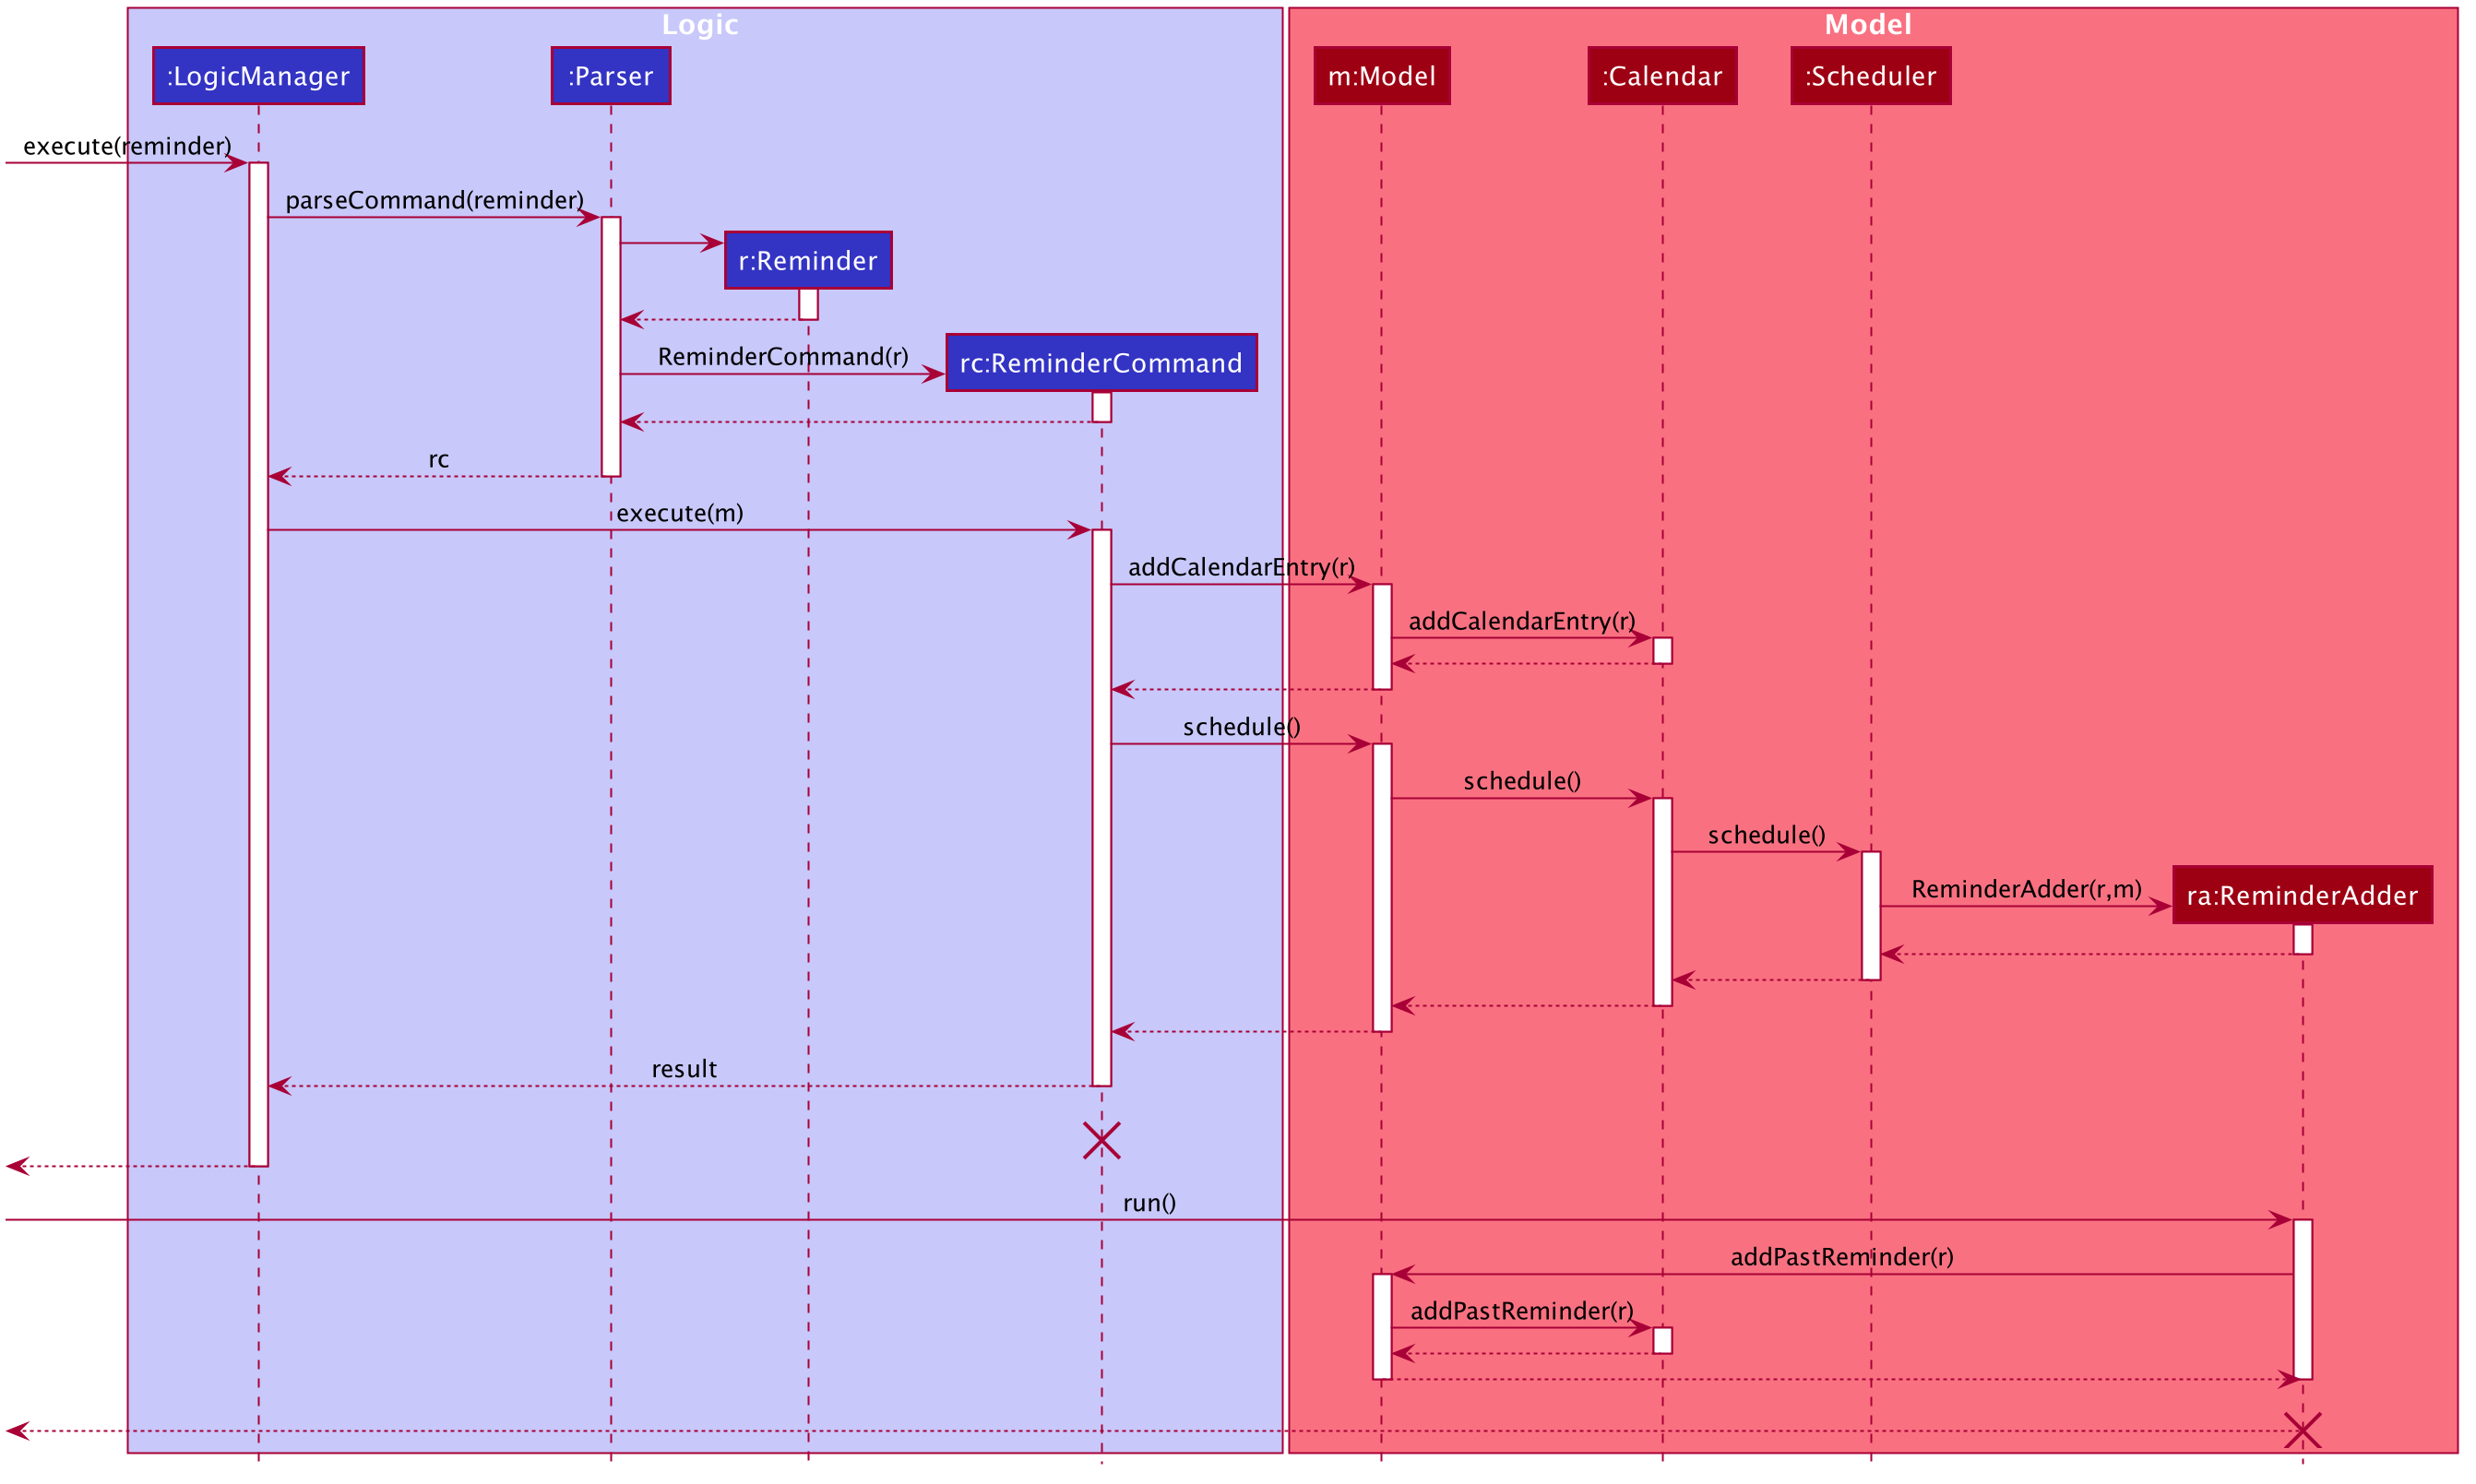 Logic
Model
:LogicManager
:Parser
m:Model
:Calendar
:Scheduler
execute(reminder)
parseCommand(reminder)
r:Reminder
ReminderCommand(r)
rc:ReminderCommand
rc
execute(m)
addCalendarEntry(r)
addCalendarEntry(r)
schedule()
schedule()
schedule()
ReminderAdder(r,m)
ra:ReminderAdder
result
run()
addPastReminder(r)
addPastReminder(r)